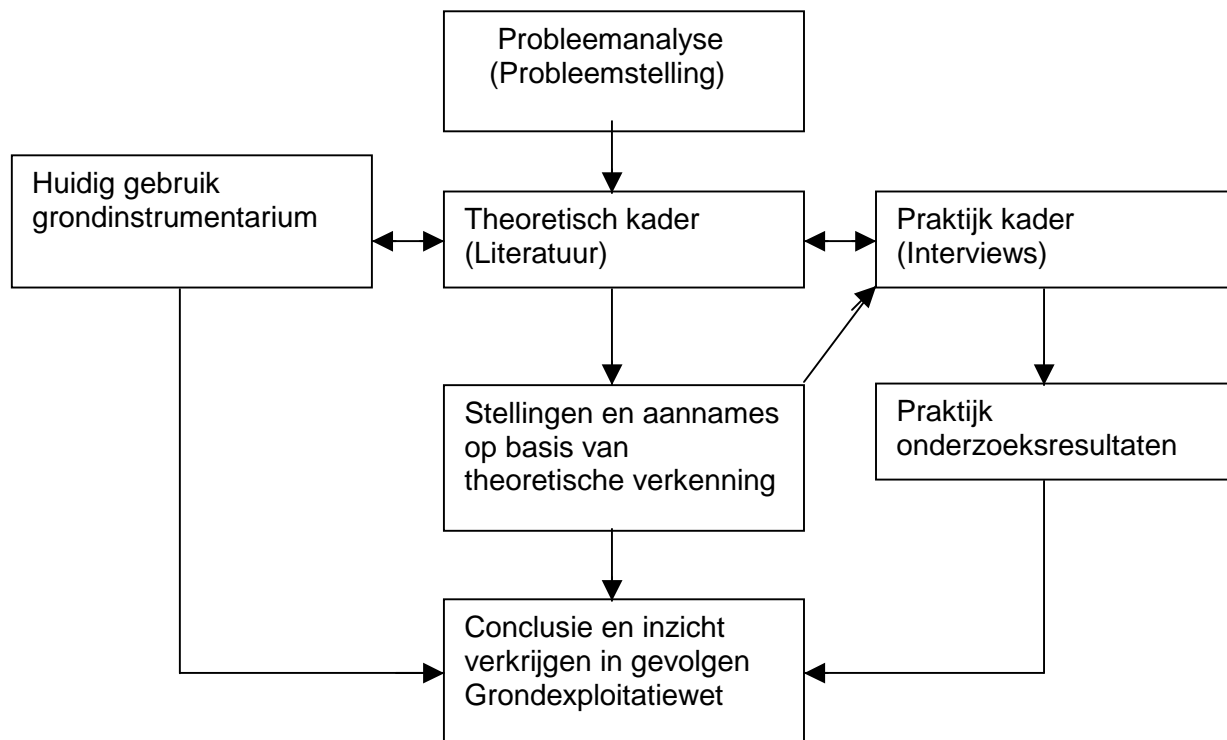 Probleemanalyse
(Probleemstelling)
Huidig gebruik
grondinstrumentarium
Theoretisch kader
(Literatuur)
Praktijk kader
(Interviews)
Stellingen en aannames
op basis van
theoretische verkenning
Praktijk
onderzoeksresultaten
Conclusie en inzicht
verkrijgen in gevolgen
Grondexploitatiewet